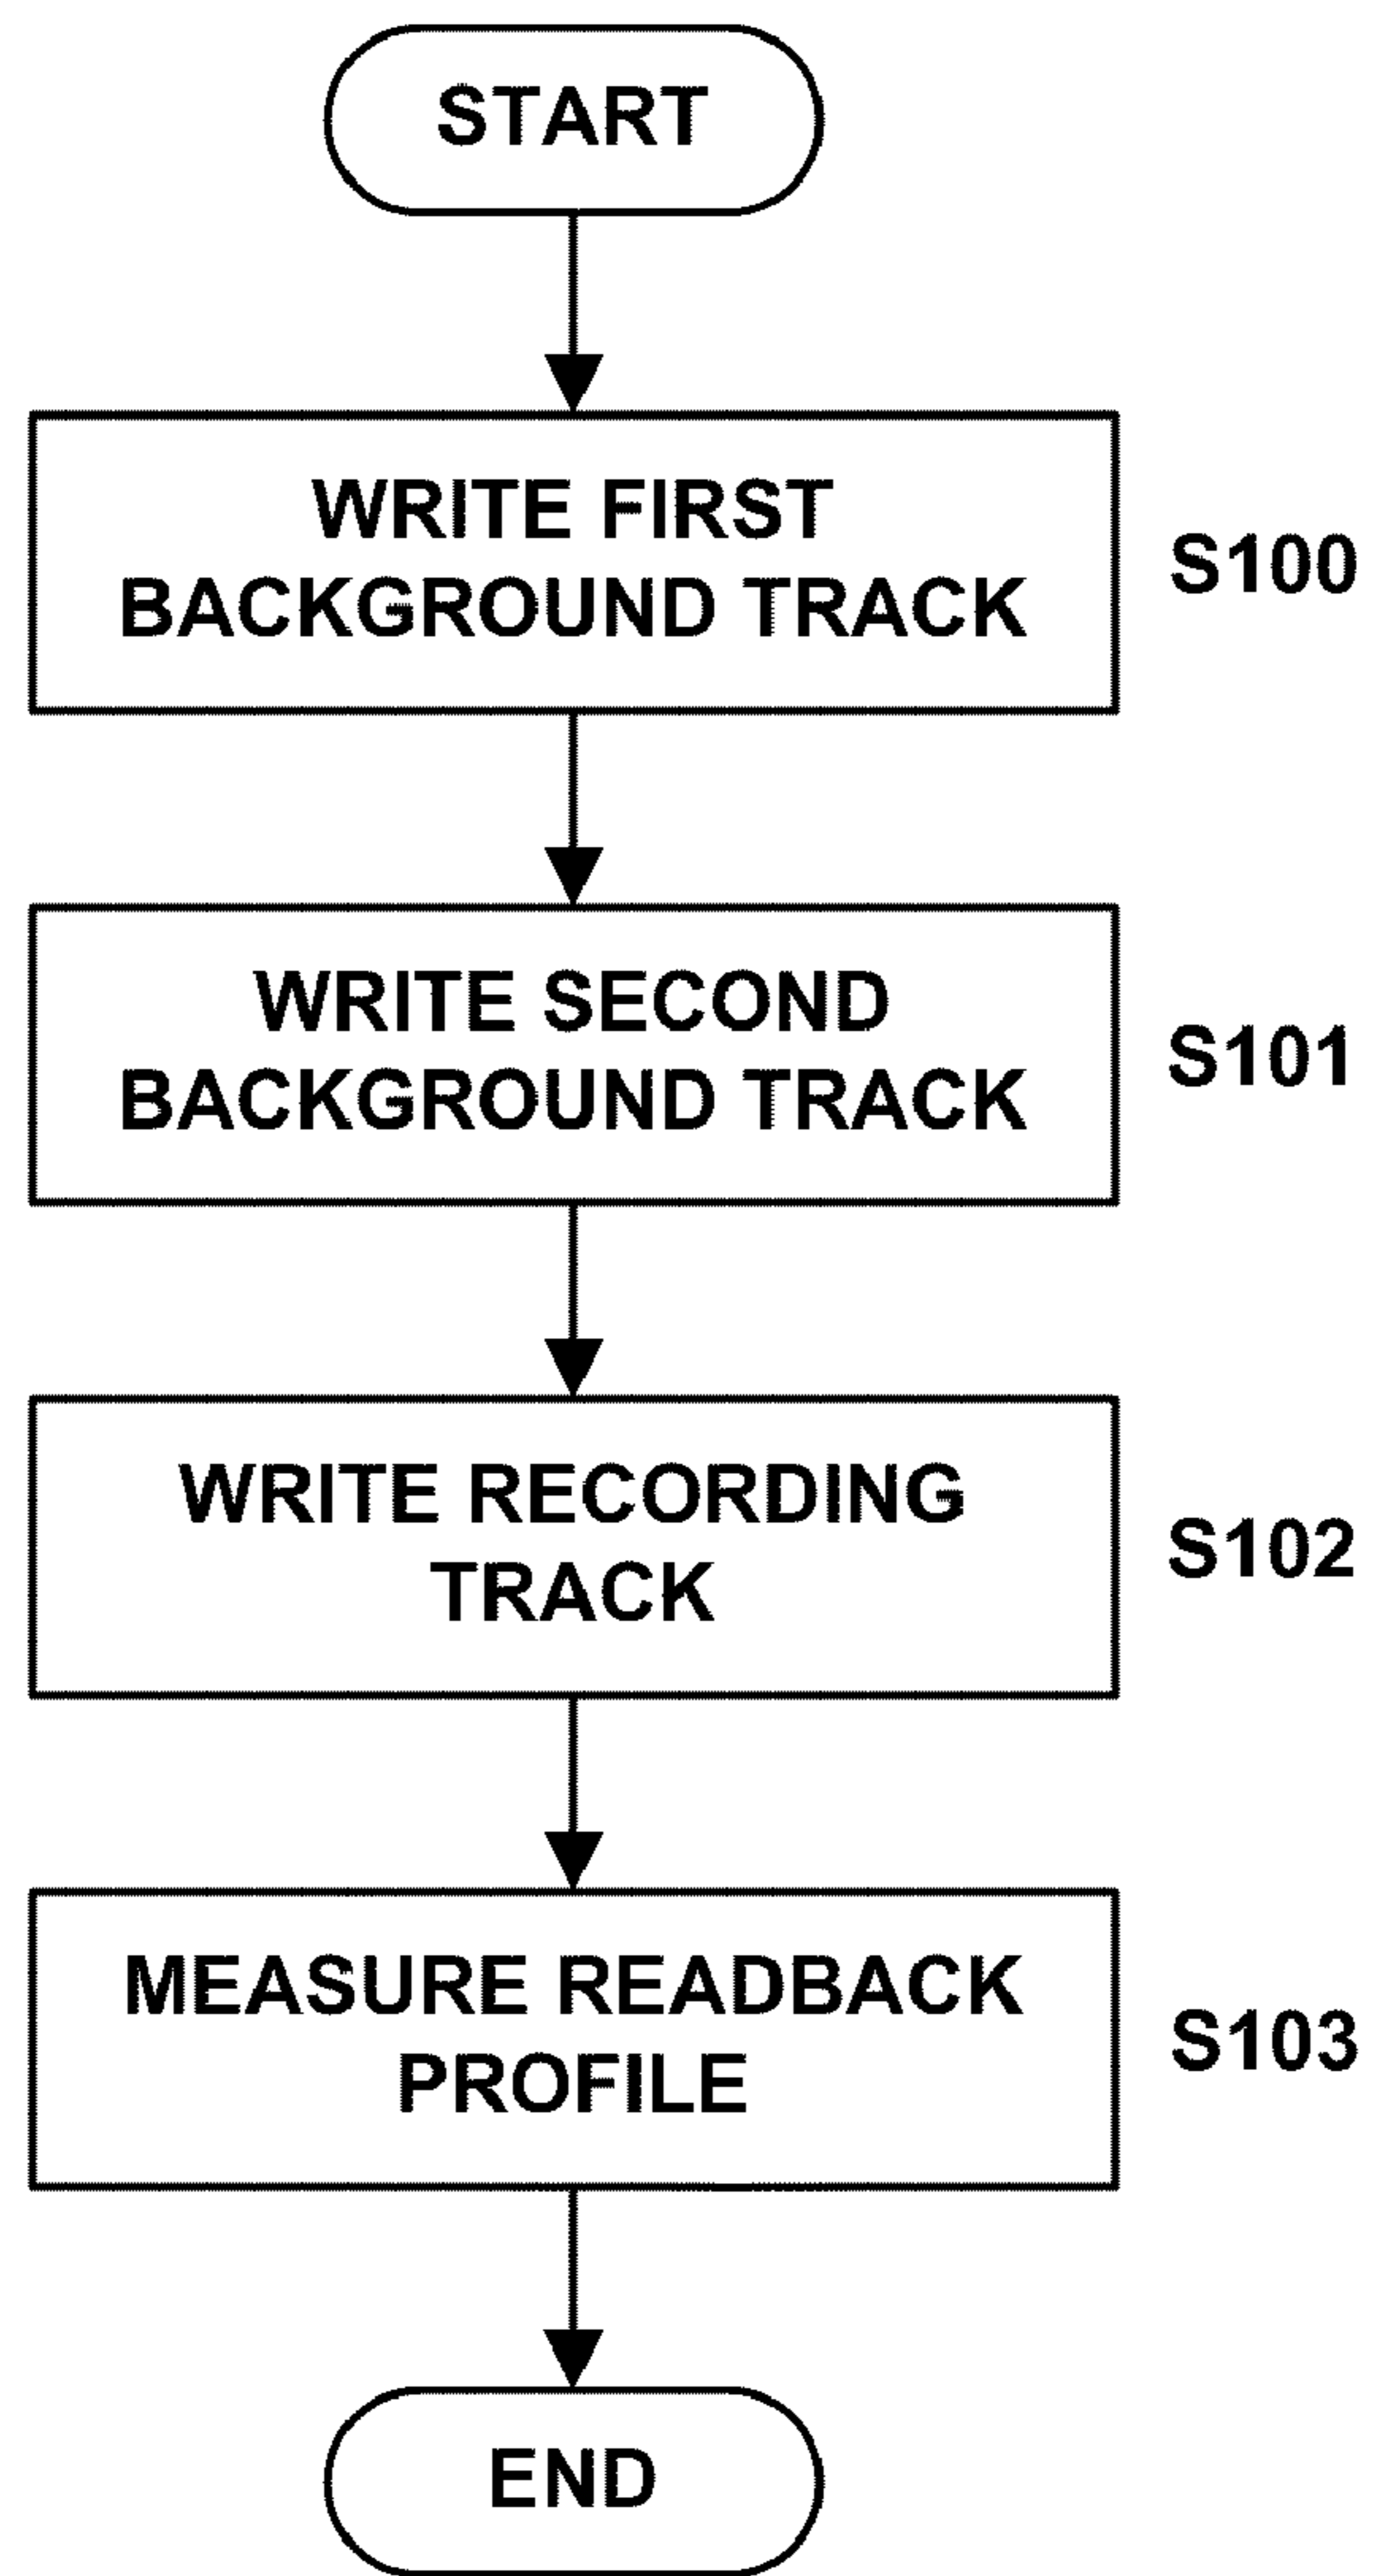 START
WRITE FIRST
BACKGROUND TRACK
S100
WRITE SECOND
BACKGROUND TRACK
S101
WRITE RECORDING
TRACK
S102
MEASURE READBACK
PROFILE
S103
END